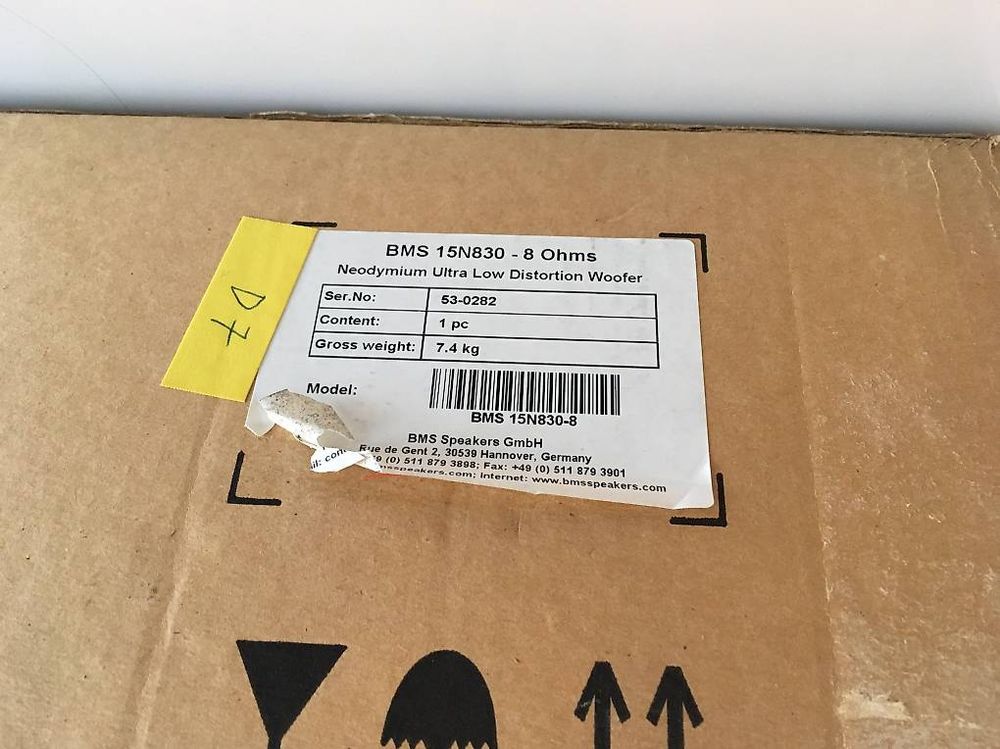 BMS 15N830 - 8 Ohms
Neodymium Ultra Low Distortion Woofer
Ser.No: 53-0282
Content: 1 pc
Gross weight: 7.4 kg
Model:
BMS 15N830-8
BMS Speakers GmbH
Rue de Gent 2, 30539 Hannover, Germany
(0) 511 879 3898; Fax: +49 (0) 511 879 3901
Internet: www.bmsspeakers.com